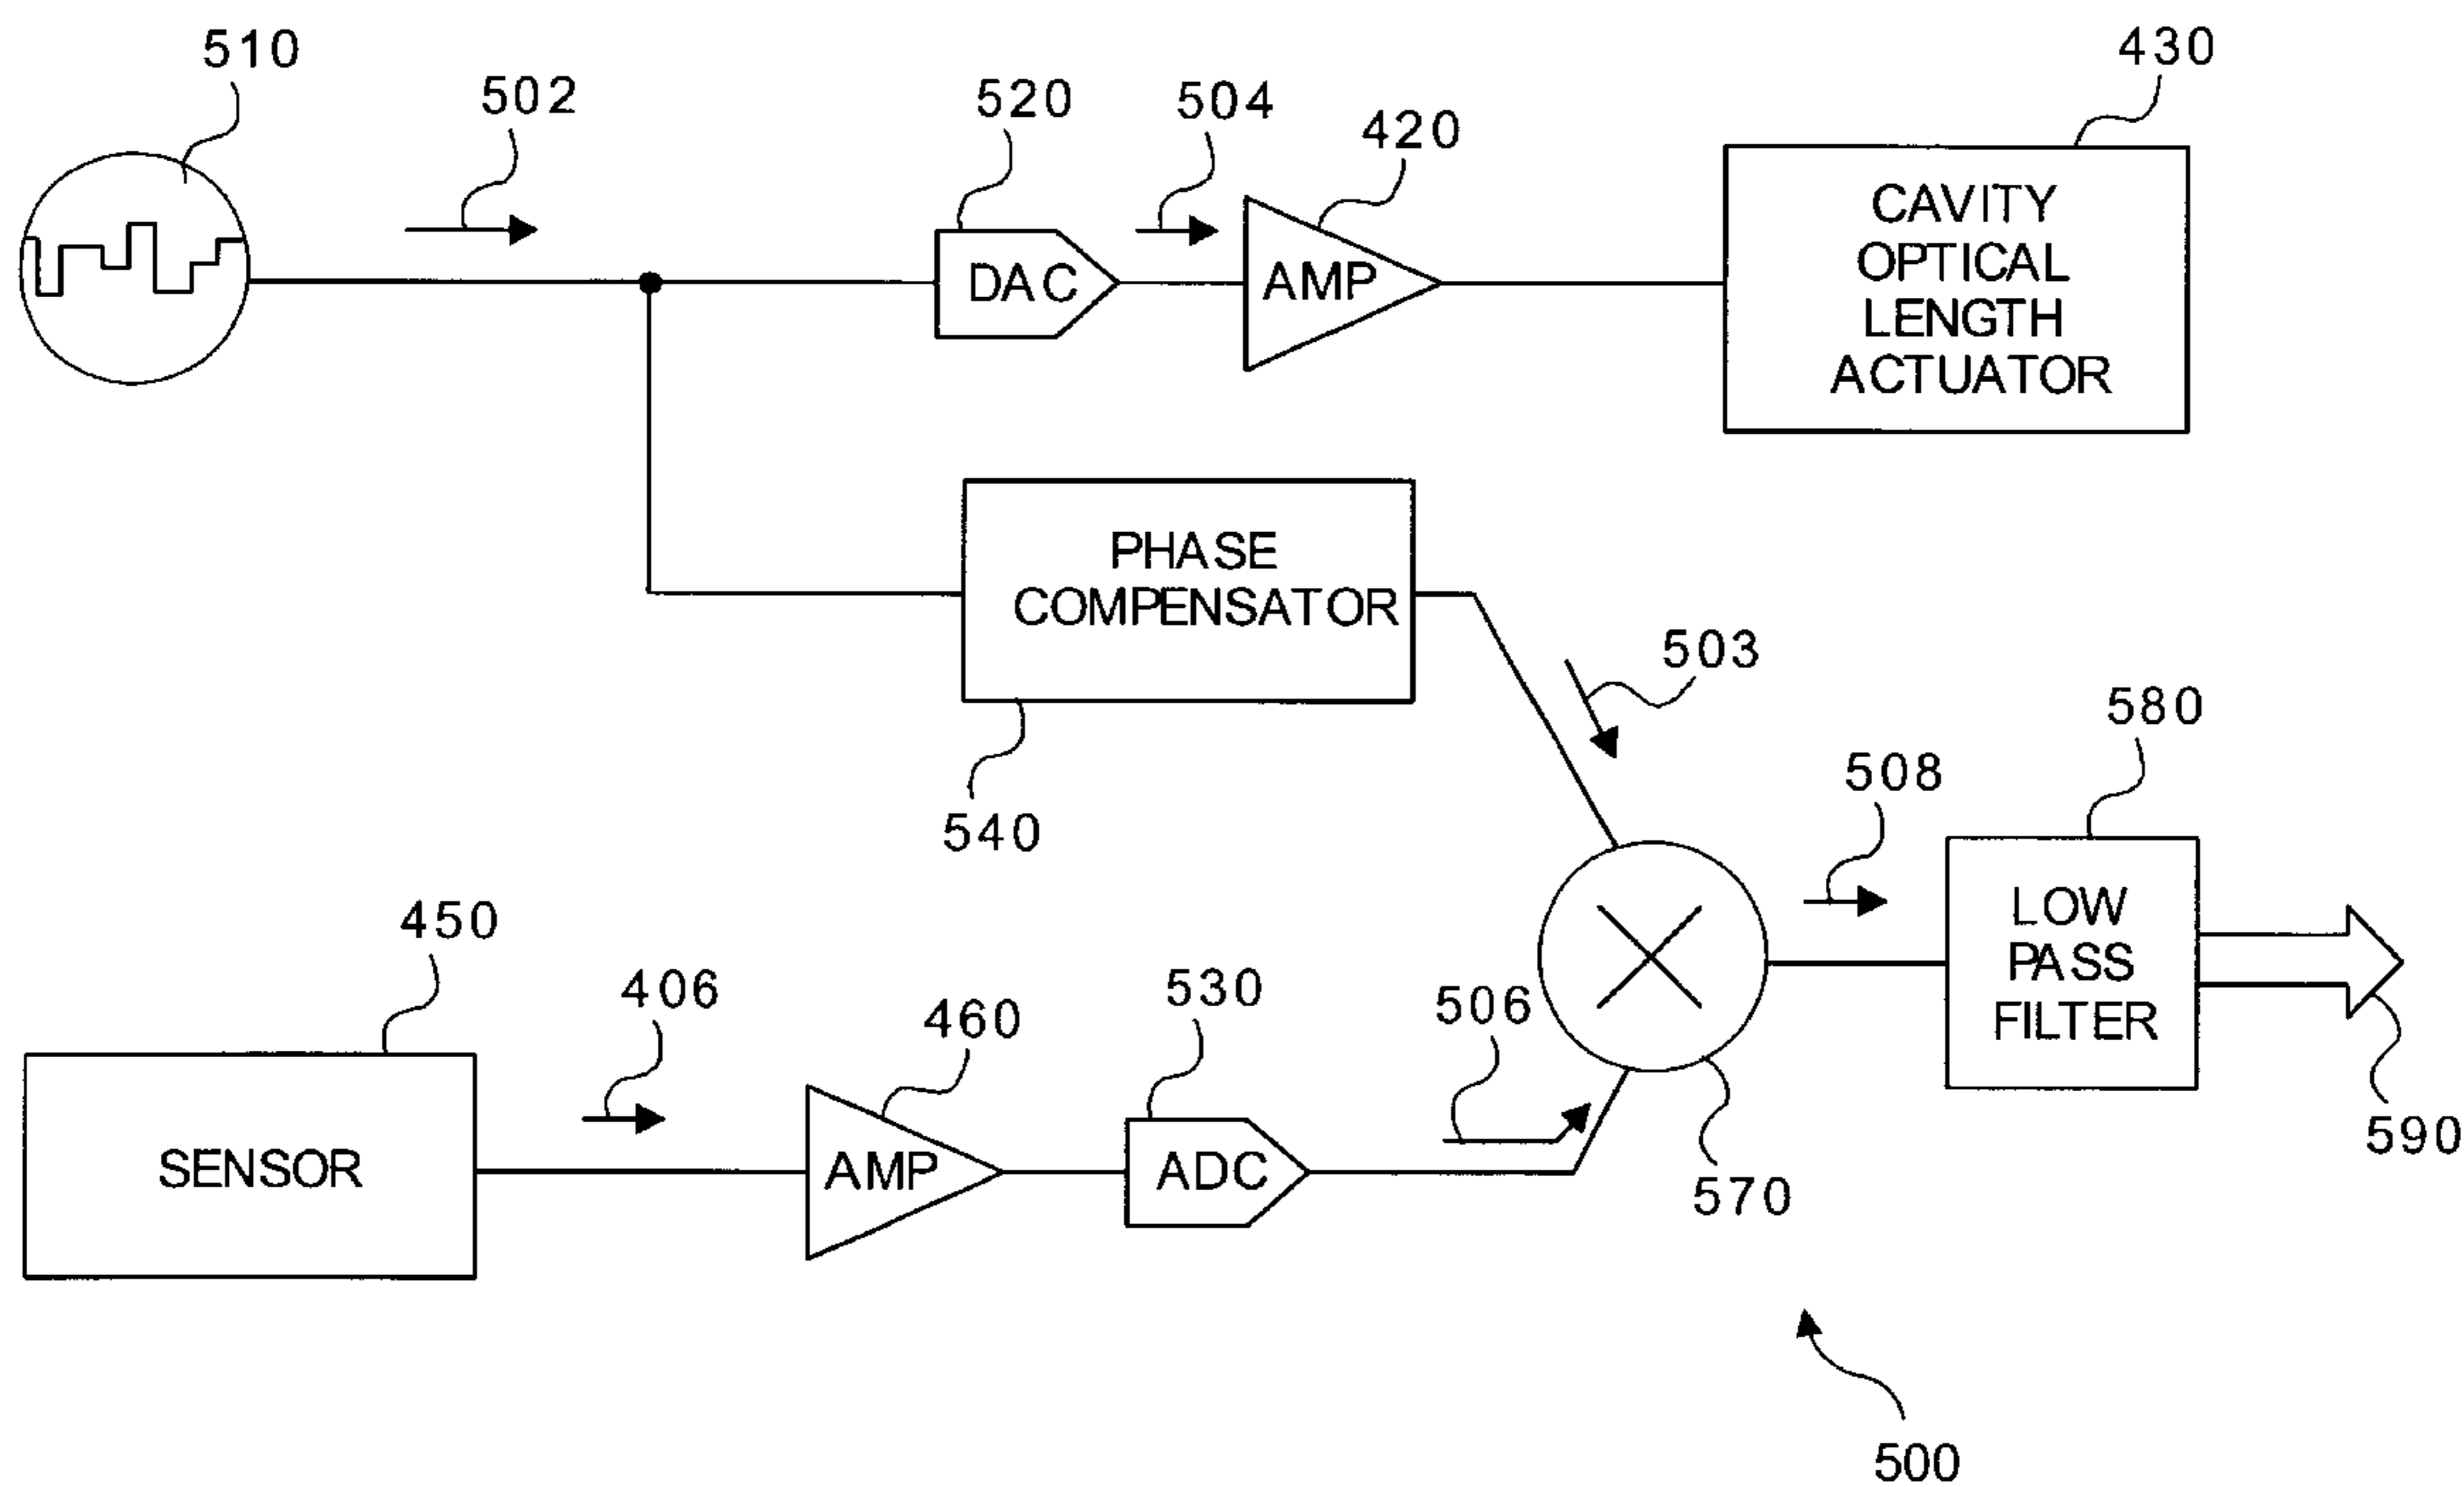 510
502
520
504
420
430
DAC
AMP
CAVITY
OPTICAL
LENGTH
ACTUATOR
PHASE
COMPENSATOR
503
540
580
508
450
406
460
530
506
LOW
PASS
FILTER
SENSOR
AMP
ADC
570
590
500